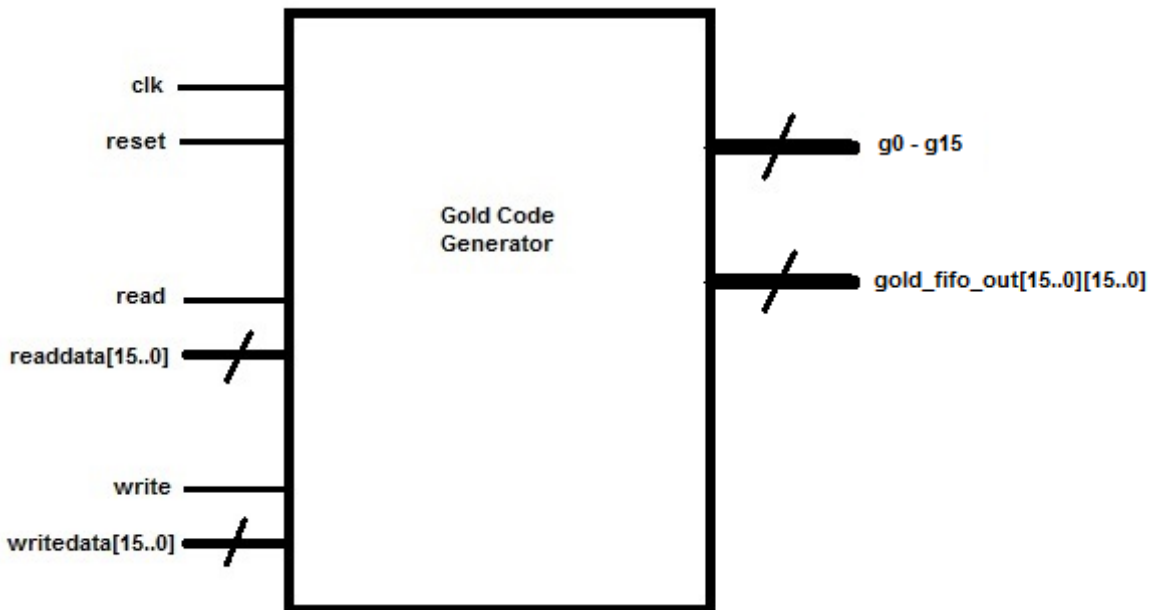 clk
reset
read
readdata[15..0]
write
writedata[15..0]
Gold Code
Generator
g0 - g15
gold_fifo_out[15..0][15..0]